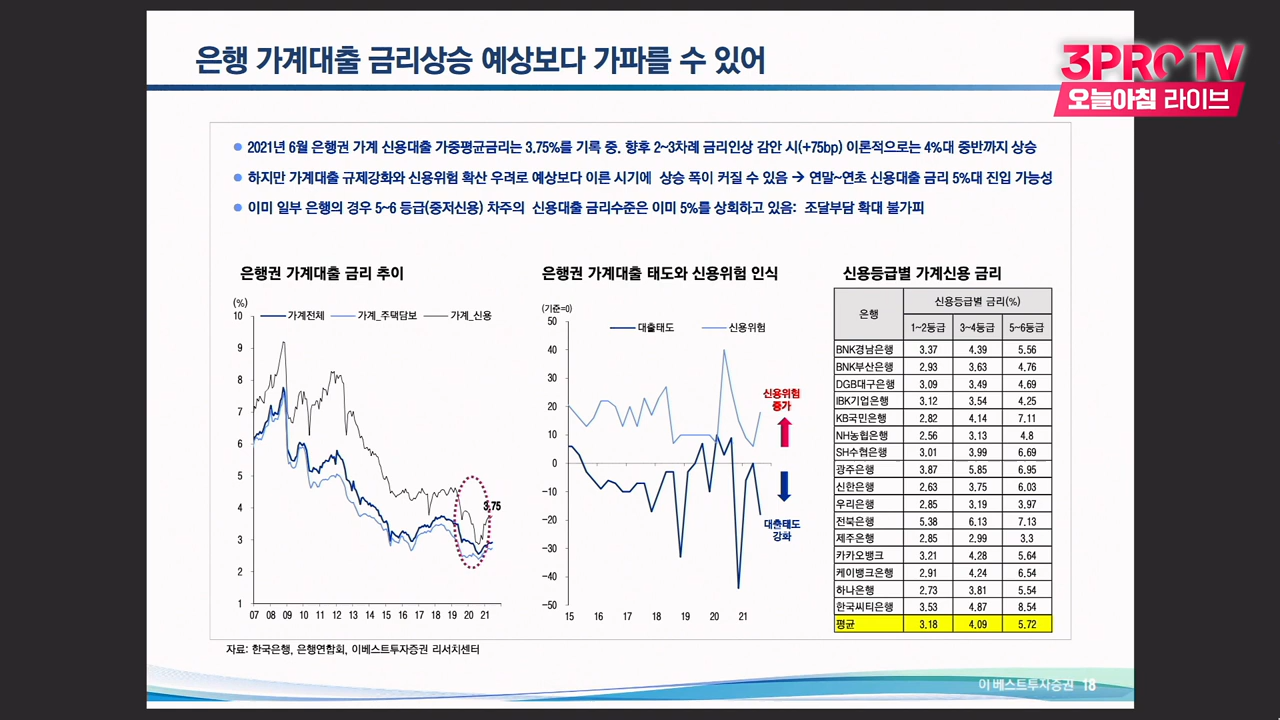 은행 가계대출 금리상승 예상보다 가파를 수 있어
3PROTV
오늘아침 라이브
● 2021년 6월 은행권 가계 신용대출 가중평균금리는 3.75%를 기록 중. 향후 2~3차례 금리인상 감안 시(+75bp) 이론적으로는 4%대 중반까지 상승
● 하지만 가계대출 규제강화와 신용위험 확산 우려로 예상보다 이른 시기에 상승 폭이 커질 수 있음 → 연말~연초 신용대출 금리 5%대 진입 가능성
● 이미 일부 은행의 경우 5~6 등급(중저신용) 차주의 신용대출 금리수준은 이미 5%를 상회하고 있음: 조달부담 확대 불가피
은행권 가계대출 금리 추이
(%)
가계전체 가계_주택담보 가계_신용
10
9
8
7
6
5
4
3
2
1
3.75
07 08 09 10 11 12 13 14 15 16 17 18 19 20 21
은행권 가계대출 태도와 신용위험 인식
(기준=0)
대출태도 신용위험
50
40
30
20
10
0
-10
-20
-30
-40
-50
15 16 17 18 19 20 21
신용위험
증가
대출태도
강화
신용등급별 가계신용 금리
은행 신용등급별 금리(%)
1~2등급 3~4등급 5~6등급
BNK경남은행 3.37 4.39 5.56
BNK부산은행 2.93 3.63 4.76
DGB대구은행 3.09 3.49 4.69
IBK기업은행 3.12 3.54 4.25
KB국민은행 2.82 4.14 7.11
NH농협은행 2.56 3.13 4.8
SH수협은행 3.01 3.99 6.69
광주은행 3.87 5.85 6.95
신한은행 2.63 3.75 6.03
우리은행 2.85 3.19 3.97
전북은행 5.38 6.13 7.13
제주은행 2.85 2.99 3.3
카카오뱅크 3.21 4.28 5.64
케이뱅크은행 2.91 4.24 6.54
하나은행 2.73 3.81 5.54
한국씨티은행 3.53 4.87 8.54
평균 3.18 4.09 5.72
자료: 한국은행, 은행연합회, 이베스트투자증권 리서치센터
이베스트투자증권 18